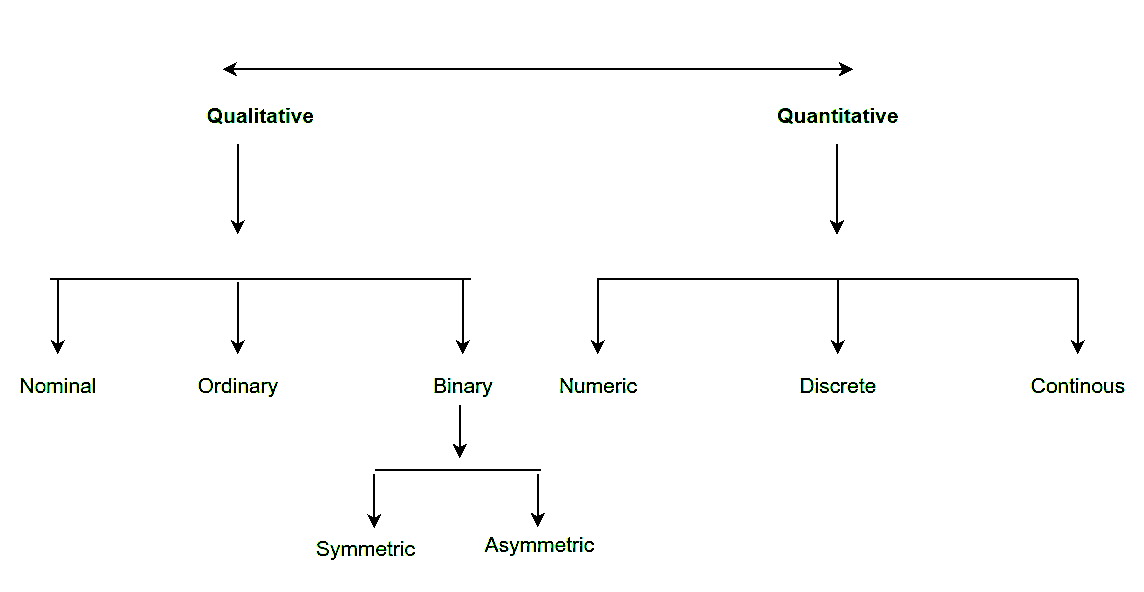 Qualitative
Quantitative
Nominal
Ordinary
Binary
Numeric
Discrete
Continous
Symmetric
Asymmetric